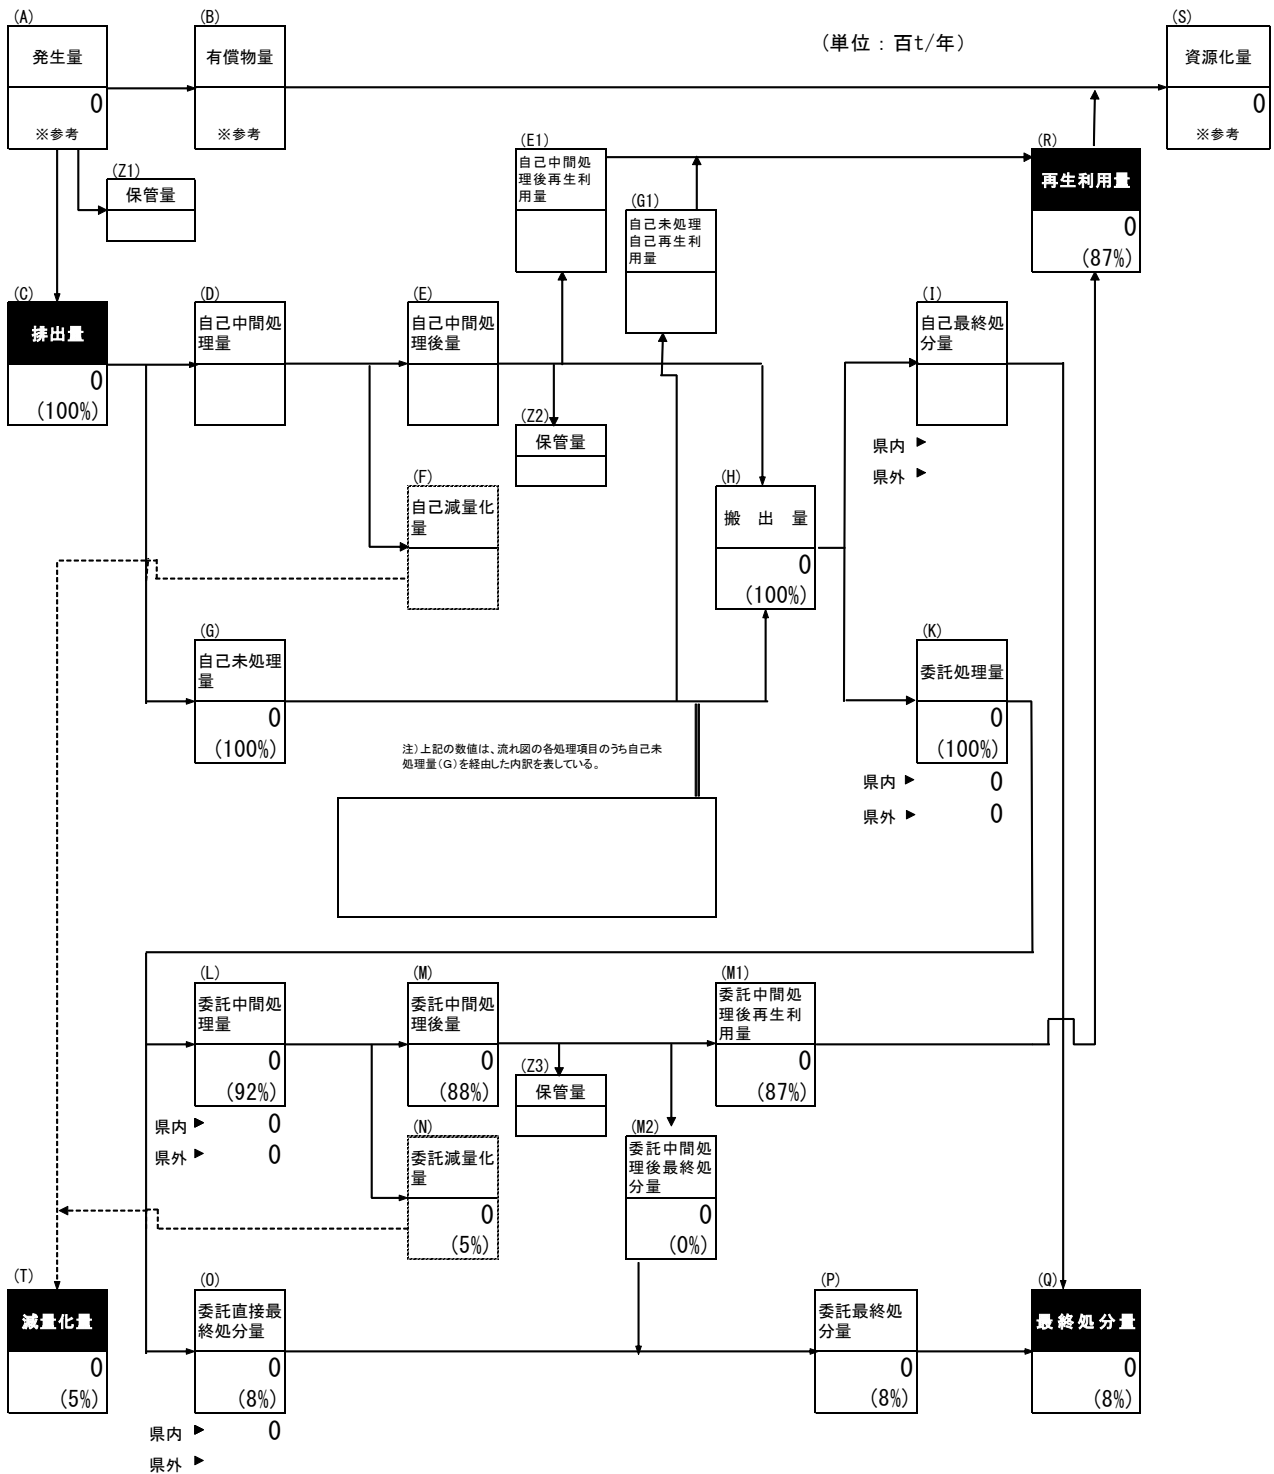 (A)
発生量
0
※参考
(B)
有償物量
※参考
(単位：百t/年)
(S)
資源化量
0
※参考
(Z1)
保管量
(E1)
自己中間処
理後再生利
用量
(G1)
自己未処理
自己再生利
用量
(R)
再生利用量
0
(87%)
(C)
排出量
0
(100%)
(D)
自己中間処
理量
(E)
自己中間処
理後量
(Z2)
保管量
(F)
自己減量化
量
(H)
搬　出　量
0
(100%)
(I)
自己最終処
分量
県内 ▶
県外 ▶
(G)
自己未処理
量
0
(100%)
(K)
委託処理量
0
(100%)
県内 ▶ 0
県外 ▶ 0
注）上記の数値は、流れ図の各処理項目のうち自己未
処理量（G）を経由した内訳を表している。
(L)
委託中間処
理量
0
(92%)
県内 ▶ 0
県外 ▶ 0
(M)
委託中間処
理後量
0
(88%)
(Z3)
保管量
(M1)
委託中間処
理後再生利
用量
0
(87%)
(N)
委託減量化
量
0
(5%)
(M2)
委託中間処
理後最終処
分量
0
(0%)
(T)
減量化量
0
(5%)
(O)
委託直接最
終処分量
0
(8%)
県内 ▶ 0
県外 ▶
(P)
委託最終処
分量
0
(8%)
(Q)
最終処分量
0
(8%)